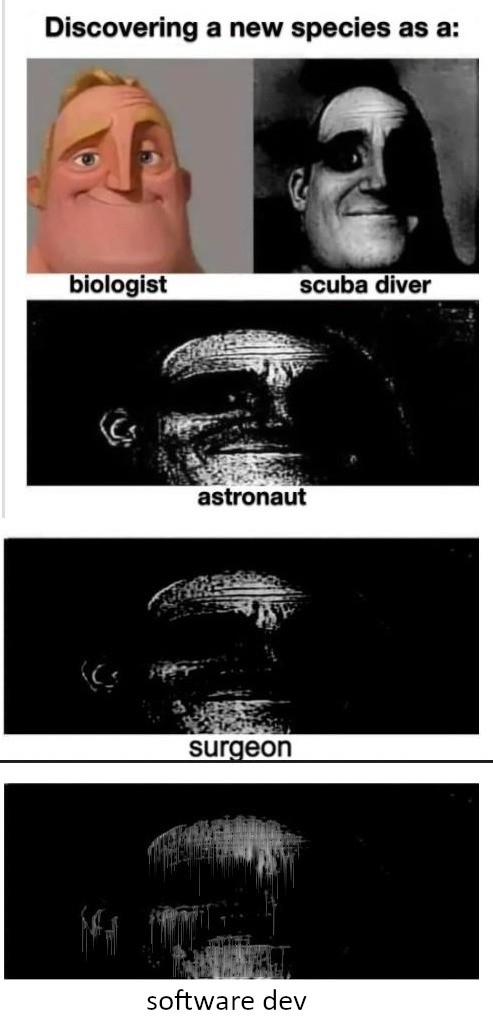 Discovering a new species as a:
biologist scuba diver
astronaut
surgeon
software dev